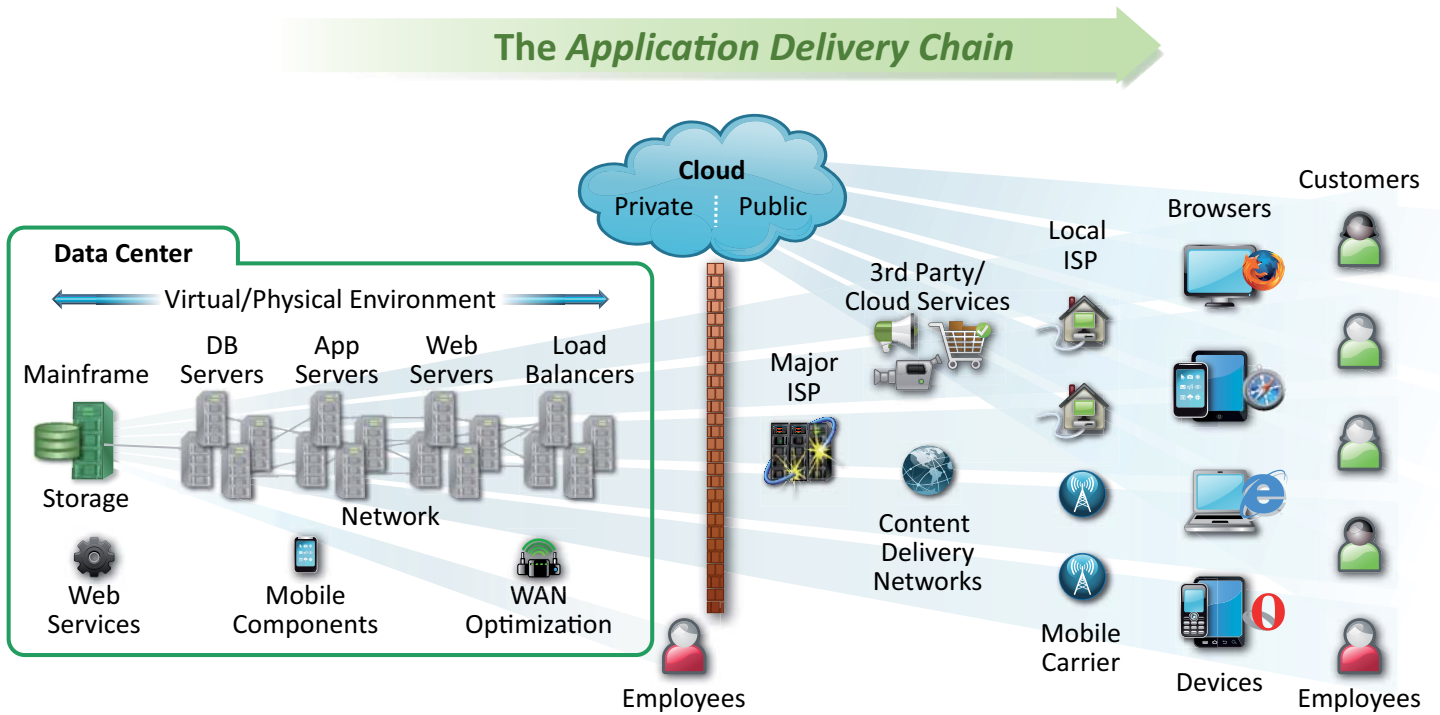 The Application Delivery Chain
Cloud
Private
Public
Data Center
Virtual/Physical Environment
Mainframe
DB
Servers
App
Servers
Web
Servers
Load
Balancers
Storage
Network
Web
Services
Mobile
Components
WAN
Optimization
Employees
Major
ISP
3rd Party/
Cloud Services
Content
Delivery
Networks
Local
ISP
Mobile
Carrier
Browsers
Devices
Customers
Employees